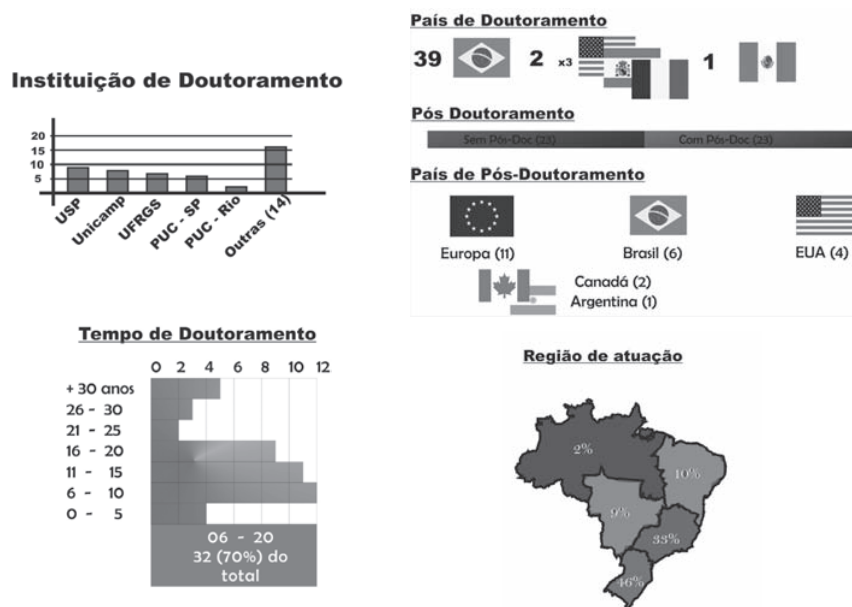 Instituição de Doutoramento
20
15
10
5
USP
Unicamp
UFRGS
PUC - SP
PUC - Rio
Outras (14)
País de Doutoramento
39 2 x3 1
Pós Doutoramento
Sem Pós-Doc (23) Com Pós-Doc (23)
País de Pós-Doutoramento
Europa (11) Brasil (6) EUA (4)
Canadá (2)
Argentina (1)
Tempo de Doutoramento
0 2 4 6 8 10 12
+ 30 anos
26 - 30
21 - 25
16 - 20
11 - 15
6 - 10
0 - 5
06 - 20
32 (70%) do
total
Região de atuação
2%
10%
9%
33%
46%